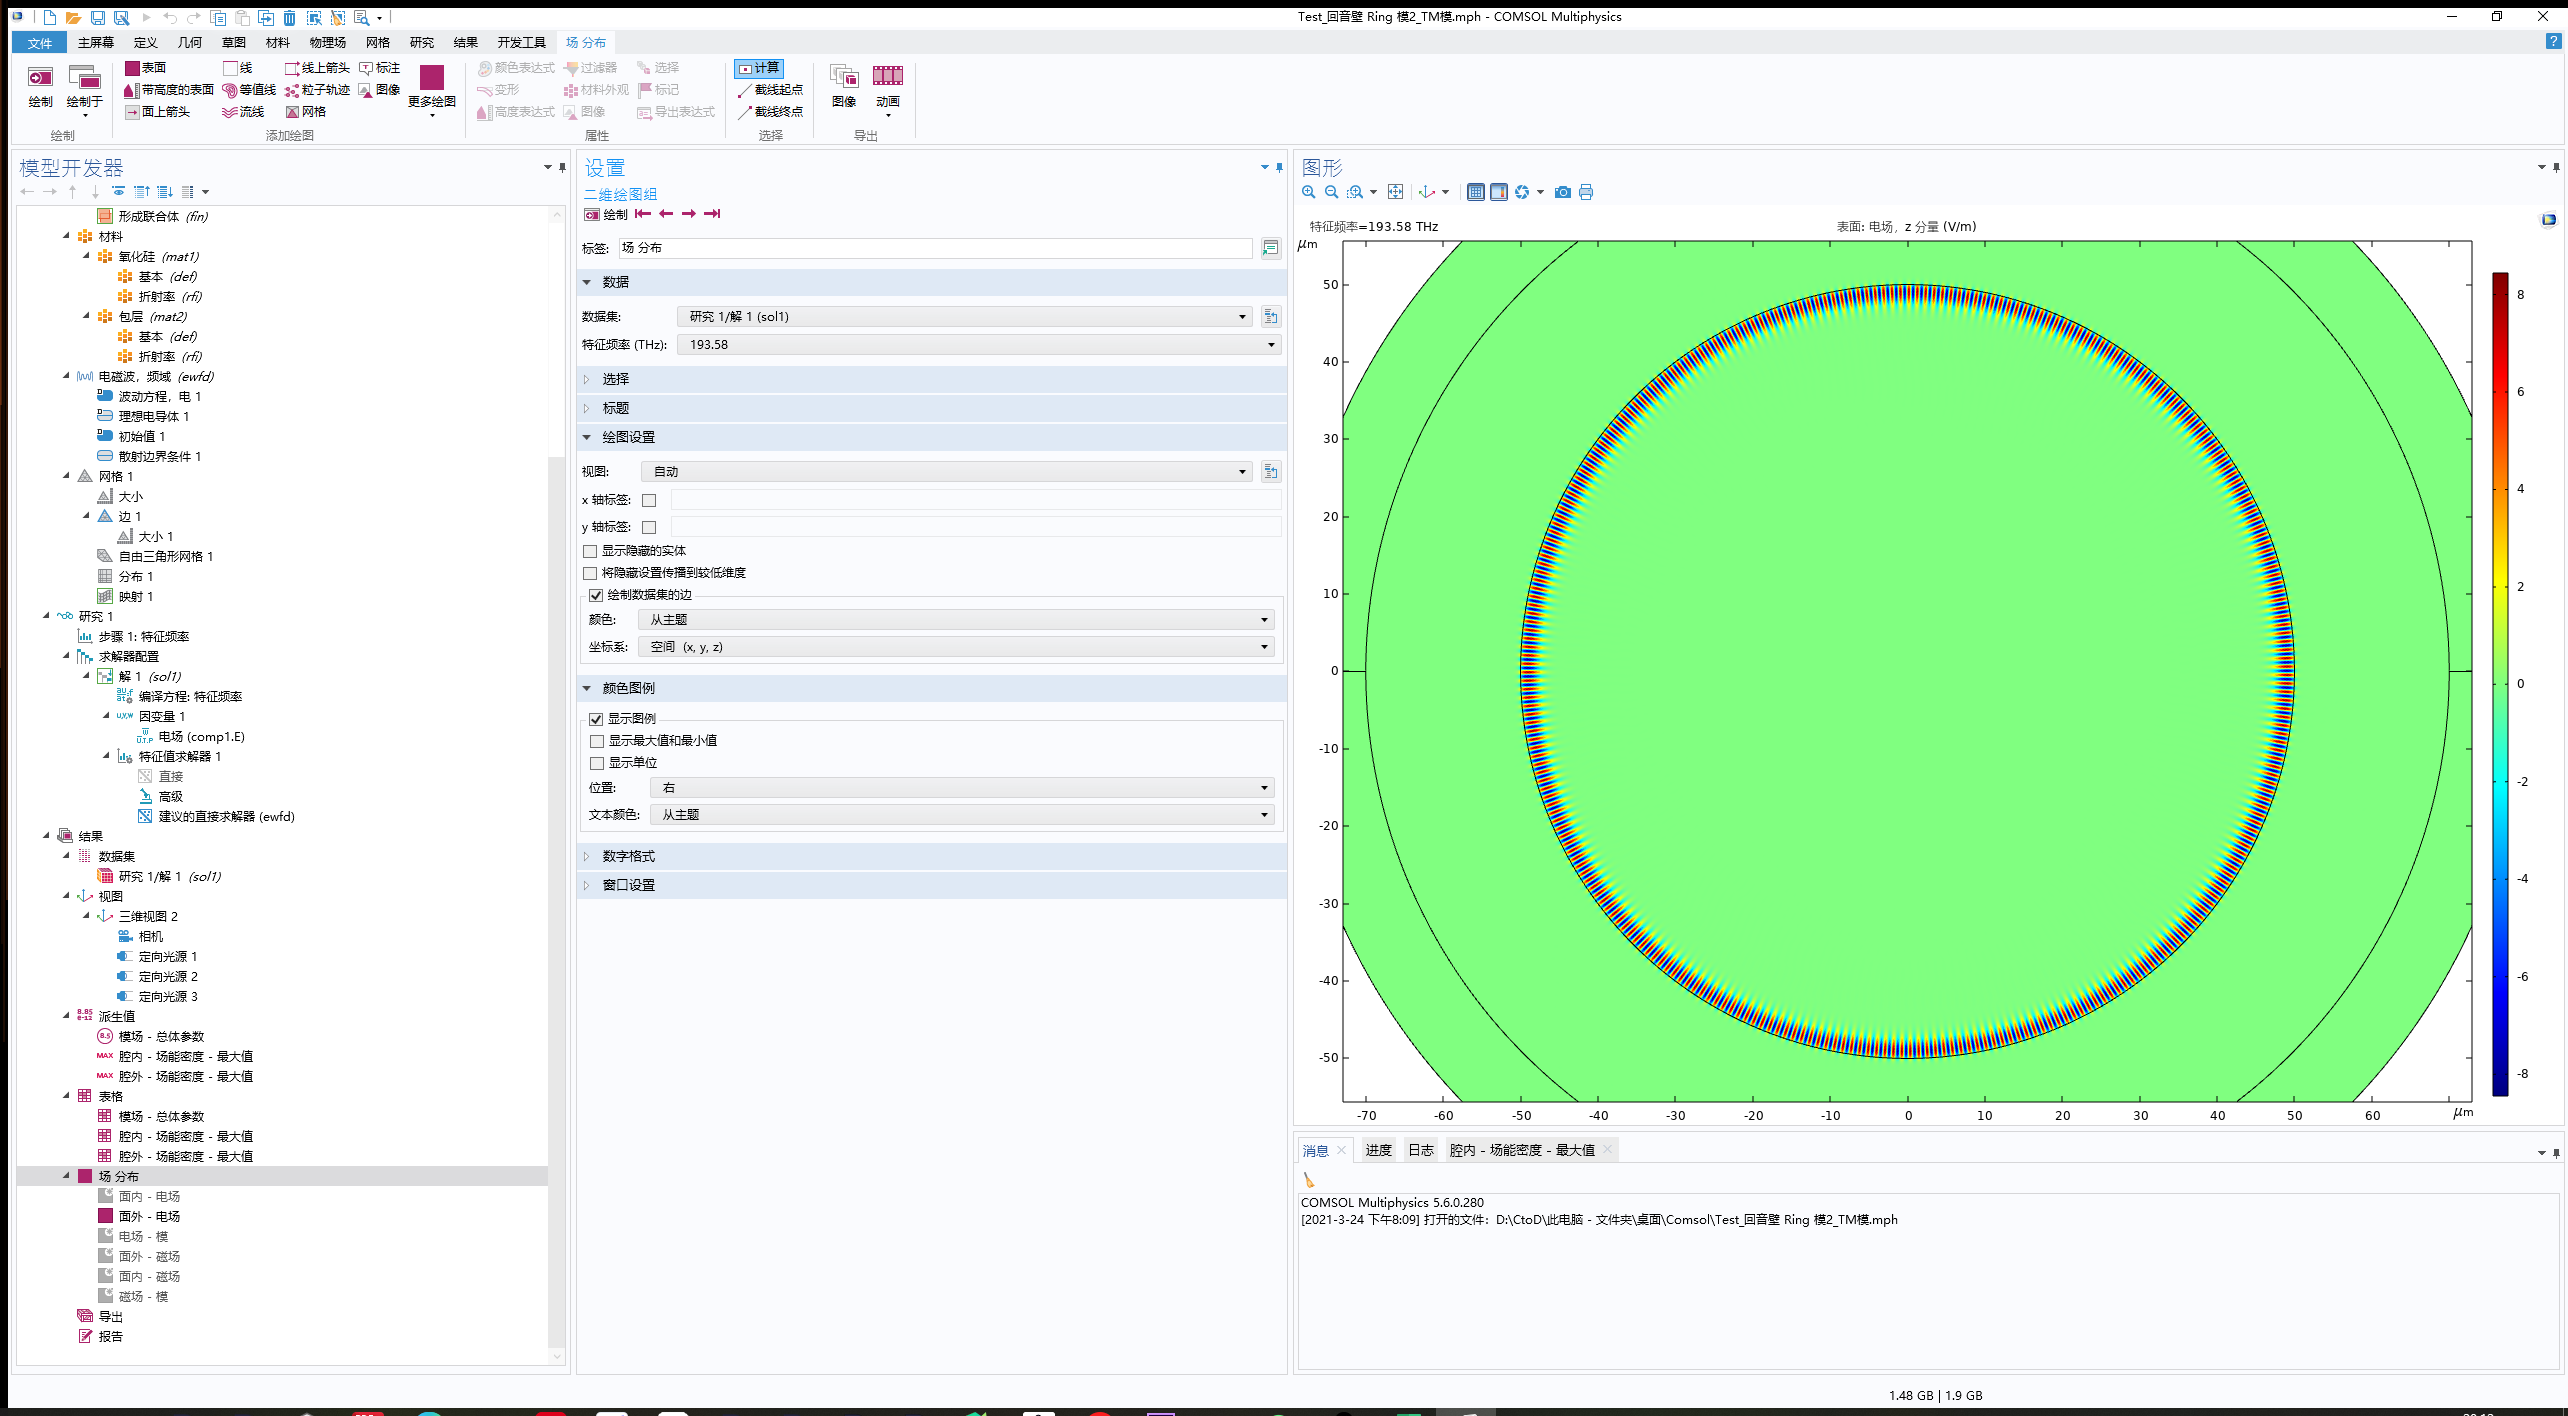 Test_回音壁 Ring 模2_TM模.mph - COMSOL Multiphysics
文件 主屏幕 定义 几何 草图 材料 物理场 网格 研究 结果 开发工具 场 分布
表面 线 线上箭头 标注 颜色表达式 过滤器 选择 计算
绘制 绘制于 带高度的表面 等值线 粒子轨迹 图像 更多绘图 变形 材料外观 标记 截线起点 图像 动画
面上箭头 流线 网格 高度表达式 图像 导出表达式 截线终点
绘制 添加绘图 属性 选择 导出
模型开发器
形成联合体 (fin)
材料
氧化硅 (mat1)
基本 (def)
折射率 (rfi)
包层 (mat2)
基本 (def)
折射率 (rfi)
电磁波，频域 (ewfd)
波动方程，电 1
理想电导体 1
初始值 1
散射边界条件 1
网格 1
大小
边 1
大小 1
自由三角形网格 1
分布 1
映射 1
研究 1
步骤 1: 特征频率
求解器配置
解 1 (sol1)
编译方程: 特征频率
因变量 1
电场 (comp1.E)
特征值求解器 1
直接
高级
建议的直接求解器 (ewfd)
结果
数据集
研究 1/解 1 (sol1)
视图
三维视图 2
相机
定向光源 1
定向光源 2
定向光源 3
派生值
模场 - 总体参数
腔内 - 场能密度 - 最大值
腔外 - 场能密度 - 最大值
表格
模场 - 总体参数
腔内 - 场能密度 - 最大值
腔外 - 场能密度 - 最大值
场 分布
面内 - 电场
面外 - 电场
电场 - 模
面外 - 磁场
面内 - 磁场
磁场 - 模
导出
报告
设置
二维绘图组
绘制
标签: 场 分布
数据
数据集: 研究 1/解 1 (sol1)
特征频率 (THz): 193.58
选择
标题
绘图设置
视图: 自动
x 轴标签:
y 轴标签:
显示隐藏的实体
将隐藏设置传播到较低维度
绘制数据集的边
颜色: 从主题
坐标系: 空间 (x, y, z)
颜色图例
显示图例
显示最大值和最小值
显示单位
位置: 右
文本颜色: 从主题
数字格式
窗口设置
图形
特征频率=193.58 THz 表面: 电场，z 分量 (V/m)
μm
50
40
30
20
10
0
-10
-20
-30
-40
-50
-70 -60 -50 -40 -30 -20 -10 0 10 20 30 40 50 60 μm
8
6
4
2
0
-2
-4
-6
-8
消息 进度 日志 腔内 - 场能密度 - 最大值
COMSOL Multiphysics 5.6.0.280
[2021-3-24 下午8:09] 打开的文件: D:\CtoD\此电脑 - 文件夹\桌面\Comsol\Test_回音壁 Ring 模2_TM模.mph
1.48 GB | 1.9 GB